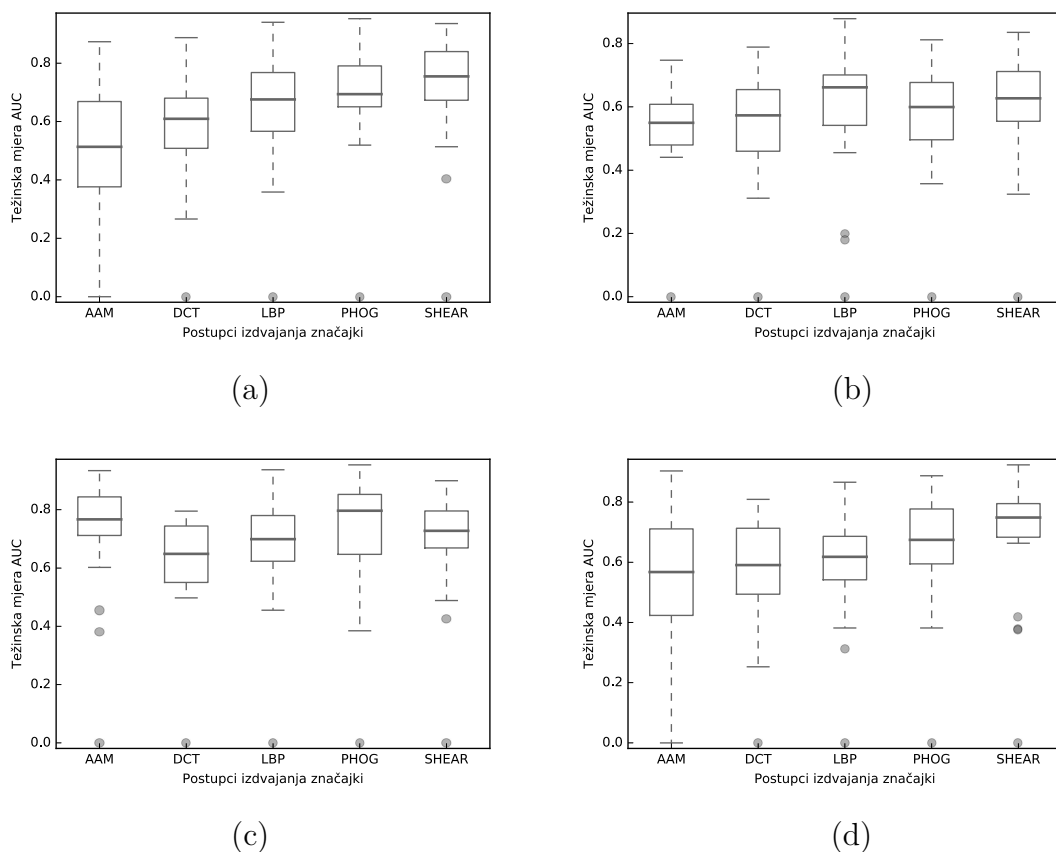 Težinska mjera AUC
0.8
0.6
0.4
0.2
0.0
AAM DCT LBP PHOG SHEAR
Postupci izdvajanja značajki
(a)
Težinska mjera AUC
0.8
0.6
0.4
0.2
0.0
AAM DCT LBP PHOG SHEAR
Postupci izdvajanja značajki
(b)
Težinska mjera AUC
0.8
0.6
0.4
0.2
0.0
AAM DCT LBP PHOG SHEAR
Postupci izdvajanja značajki
(c)
Težinska mjera AUC
0.8
0.6
0.4
0.2
0.0
AAM DCT LBP PHOG SHEAR
Postupci izdvajanja značajki
(d)